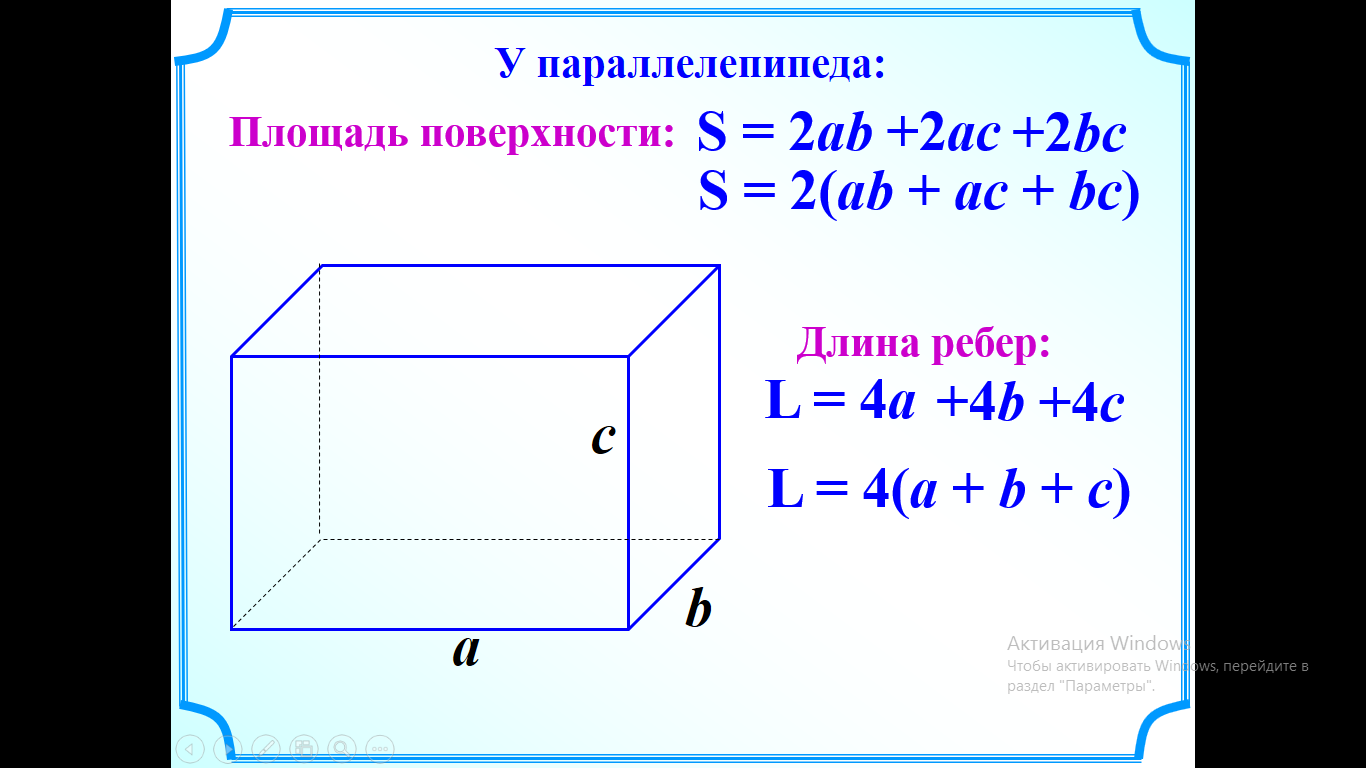 У параллелепипеда:
Площадь поверхности: S = 2ab +2ac +2bc
S = 2(ab + ac + bc)
Длина ребер:
L = 4a +4b +4c
c
L = 4(a + b + c)
b
a
Активация Windows
Чтобы активировать Windows, перейдите в
раздел "Параметры".